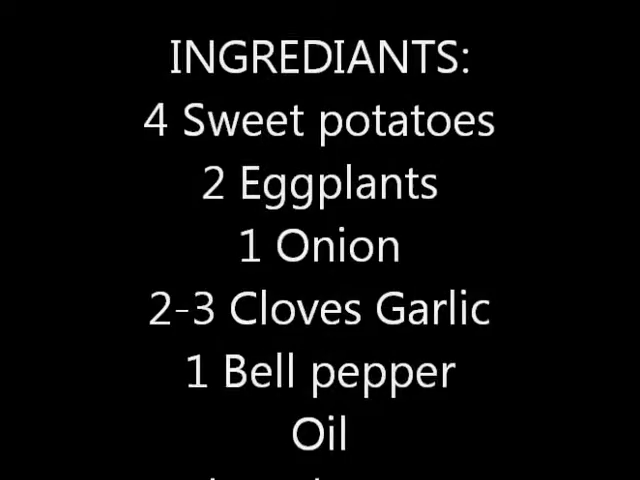 INGREDIANTS:
4 Sweet potatoes
2 Eggplants
1 Onion
2-3 Cloves Garlic
1 Bell pepper
Oil